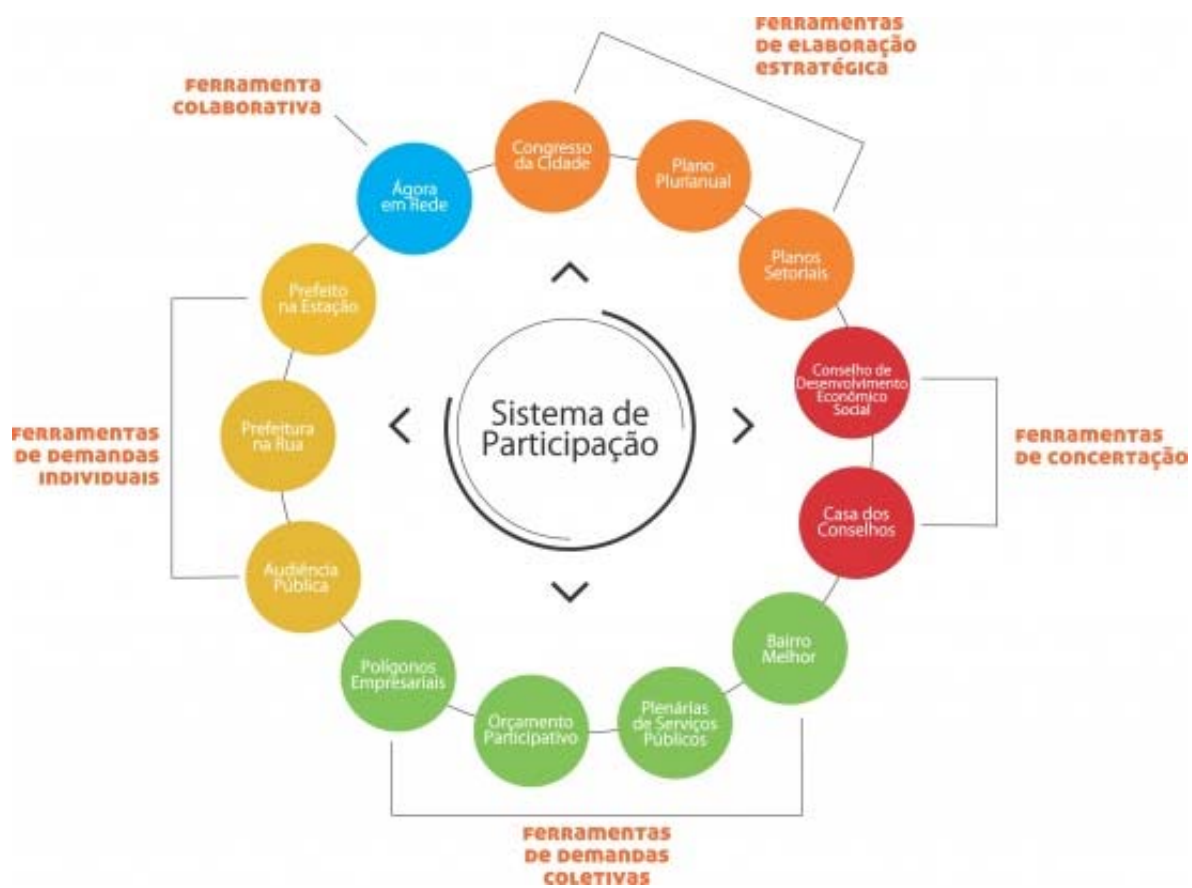 FERRAMENTAS
DE ELABORAÇÃO
ESTRATÉGICA
FERRAMENTA
COLABORATIVA
Congresso
da Cidade
Plano
Plurianual
Ágora
em Rede
Planos
Setoriais
Prefeito
na Estação
Conselho de
Desenvolvimento
Econômico
Social
Sistema de
Participação
Prefeitura
na Rua
FERRAMENTAS
DE DEMANDAS
INDIVIDUAIS
FERRAMENTAS
DE CONCERTAÇÃO
Casa dos
Conselhos
Audiência
Pública
Bairro
Melhor
Polígonos
Empresariais
Plenárias
de Serviços
Públicos
Orçamento
Participativo
FERRAMENTAS
DE DEMANDAS
COLETIVAS